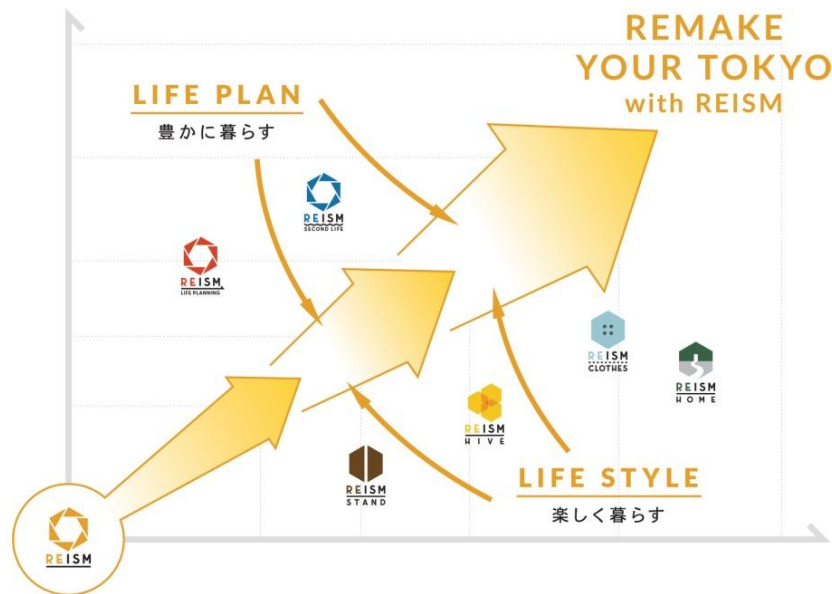 REMAKE
YOUR TOKYO
with REISM
LIFE PLAN
豊かに暮らす
REISM
SECOND LIFE
REISM
LIFE PLANNING
REISM
CLOTHES
REISM
HOME
REISM
HIVE
REISM
STAND
LIFE STYLE
楽しく暮らす
REISM